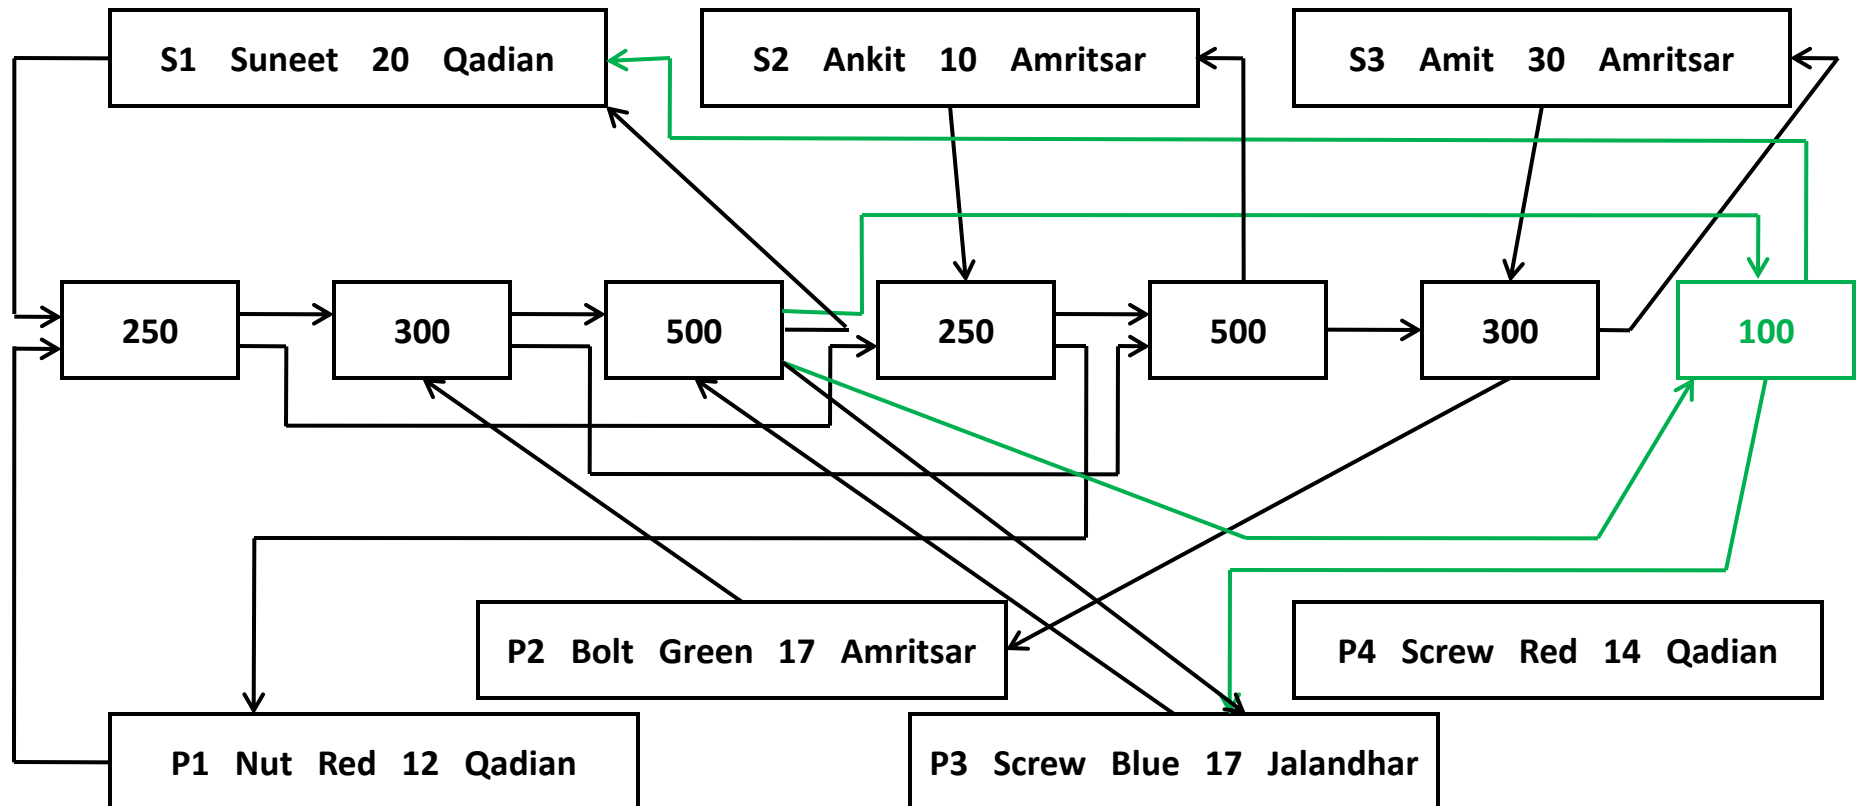 S1 Suneet 20 Qadian
S2 Ankit 10 Amritsar
S3 Amit 30 Amritsar
250
300
500
250
500
300
100
P2 Bolt Green 17 Amritsar
P4 Screw Red 14 Qadian
P1 Nut Red 12 Qadian
P3 Screw Blue 17 Jalandhar